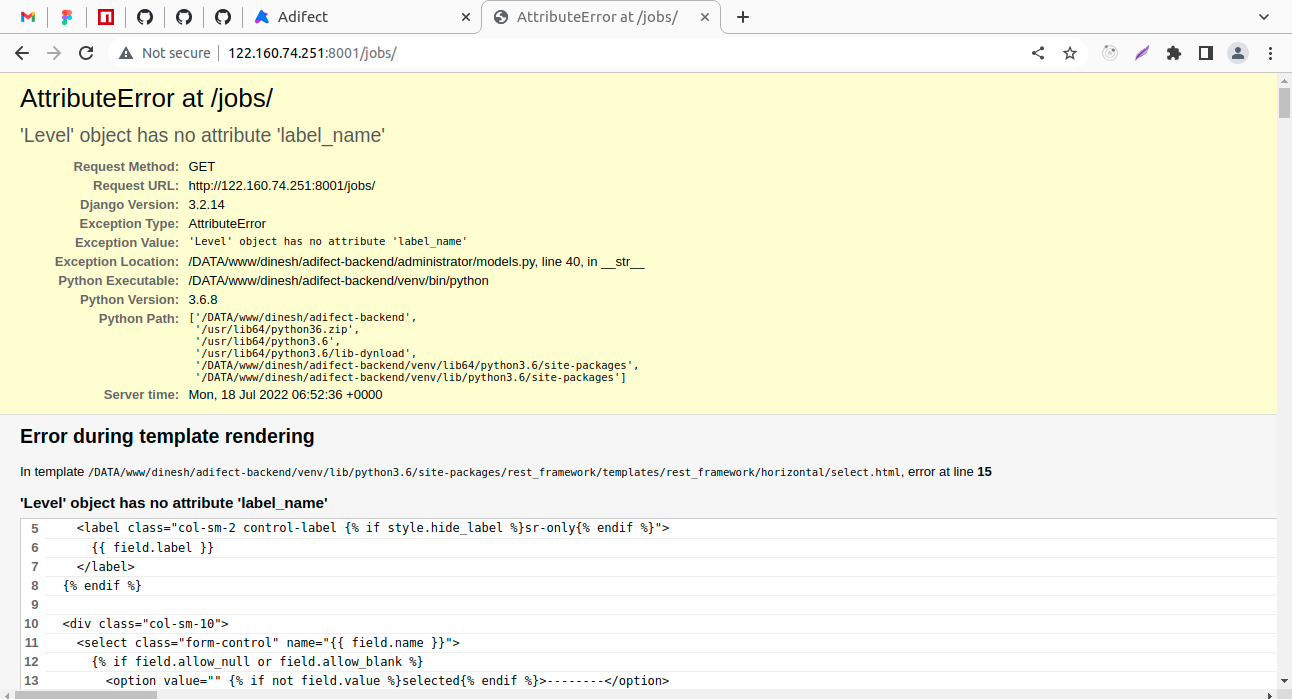 Adifect
AttributeError at /jobs/
Not secure
122.160.74.251:8001/jobs/
AttributeError at /jobs/
'Level' object has no attribute 'label_name'
Request Method: GET
Request URL: http://122.160.74.251:8001/jobs/
Django Version: 3.2.14
Exception Type: AttributeError
Exception Value: 'Level' object has no attribute 'label_name'
Exception Location: /DATA/www/dinesh/adifect-backend/administrator/models.py, line 40, in __str__
Python Executable: /DATA/www/dinesh/adifect-backend/venv/bin/python
Python Version: 3.6.8
Python Path: ['/DATA/www/dinesh/adifect-backend',
'/usr/lib64/python36.zip',
'/usr/lib64/python3.6',
'/usr/lib64/python3.6/lib-dynload',
'/DATA/www/dinesh/adifect-backend/venv/lib64/python3.6/site-packages',
'/DATA/www/dinesh/adifect-backend/venv/lib/python3.6/site-packages']
Server time: Mon, 18 Jul 2022 06:52:36 +0000
Error during template rendering
In template /DATA/www/dinesh/adifect-backend/venv/lib/python3.6/site-packages/rest_framework/templates/rest_framework/horizontal/select.html, error at line 15
'Level' object has no attribute 'label_name'
5 <label class="col-sm-2 control-label {% if style.hide_label %}sr-only{% endif %}">
6 {{ field.label }}
7 </label>
8 {% endif %}
9
10 <div class="col-sm-10">
11 <select class="form-control" name="{{ field.name }}">
12 {% if field.allow_null or field.allow_blank %}
13 <option value="" {% if not field.value %}selected{% endif %}>--------</option>